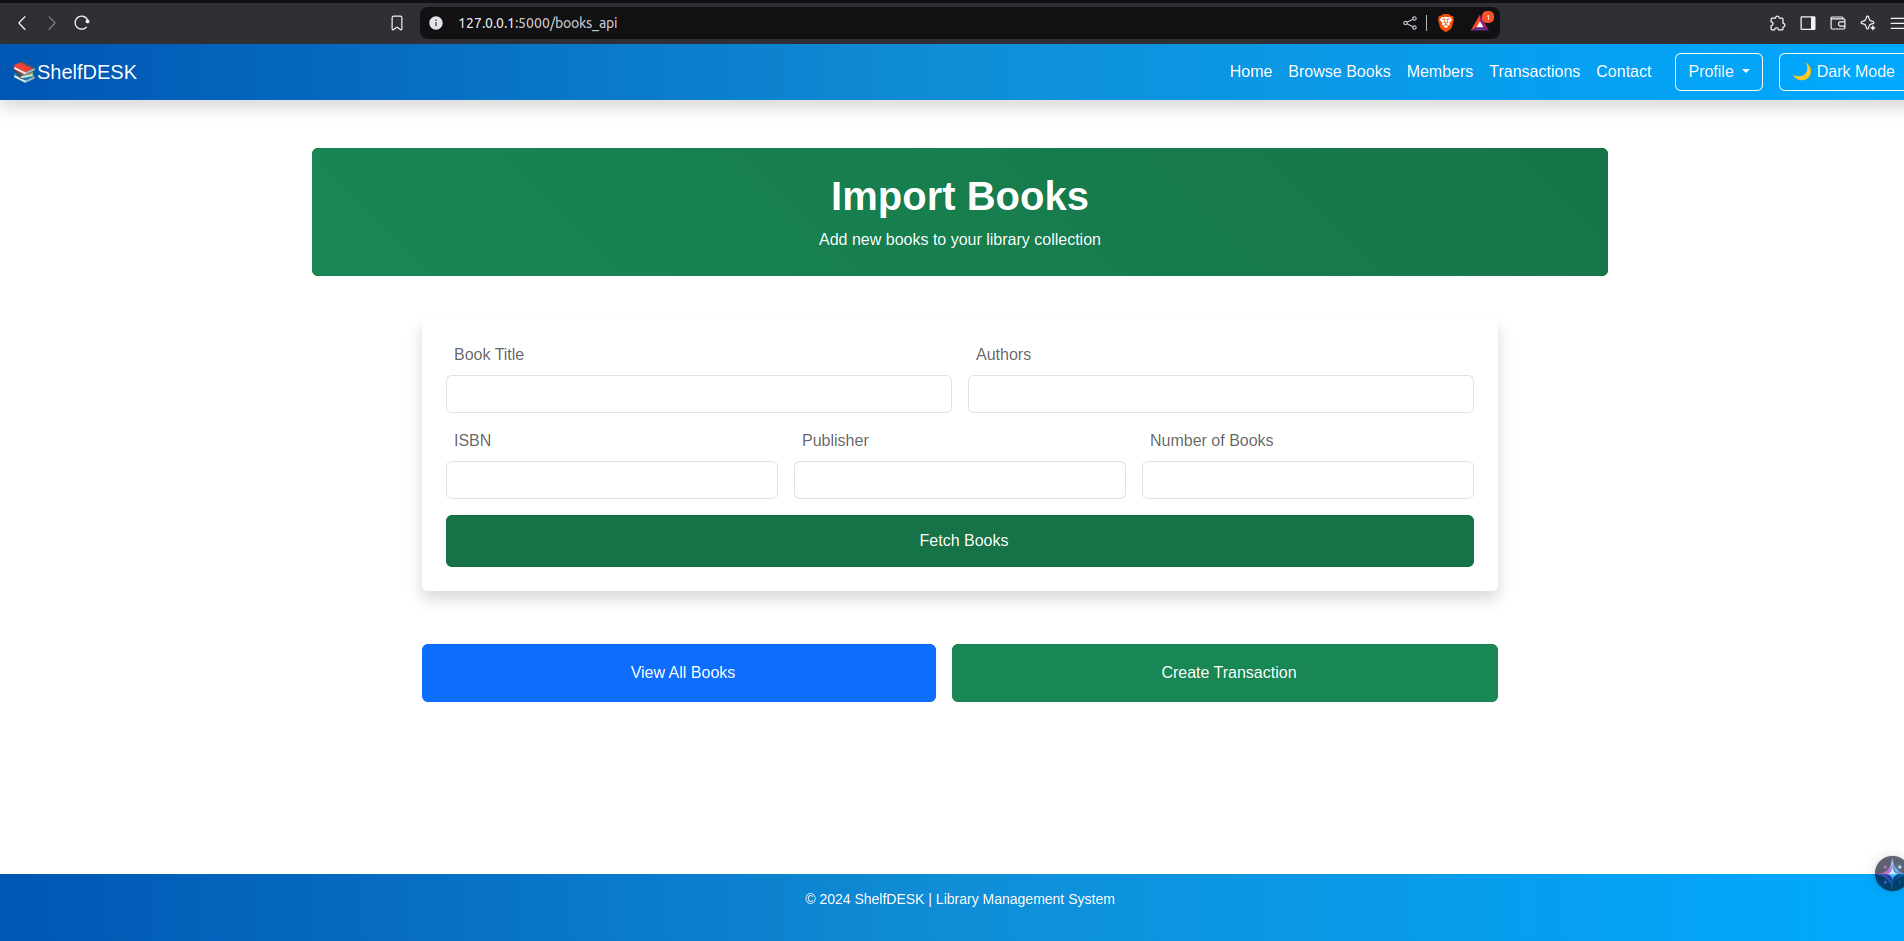 127.0.0.1:5000/books_api
1
ShelfDESK
Home Browse Books Members Transactions Contact Profile Dark Mode
Import Books
Add new books to your library collection
Book Title Authors
ISBN Publisher Number of Books
Fetch Books
View All Books Create Transaction
© 2024 ShelfDESK | Library Management System